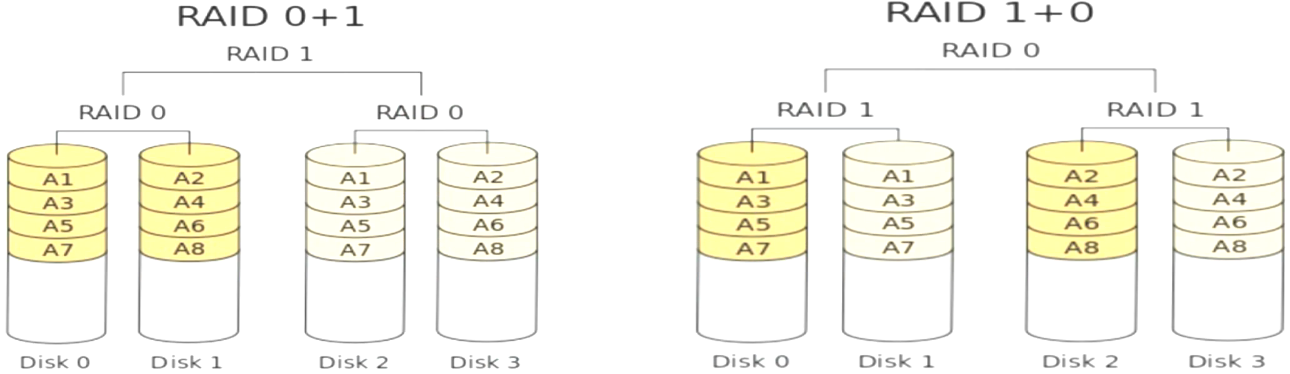 RAID 0+1
RAID 1
RAID 0 RAID 0
A1 A2 A1 A2
A3 A4 A3 A4
A5 A6 A5 A6
A7 A8 A7 A8
Disk 0 Disk 1 Disk 2 Disk 3
RAID 1+0
RAID 0
RAID 1 RAID 1
A1 A1 A2 A2
A3 A3 A4 A4
A5 A5 A6 A6
A7 A7 A8 A8
Disk 0 Disk 1 Disk 2 Disk 3